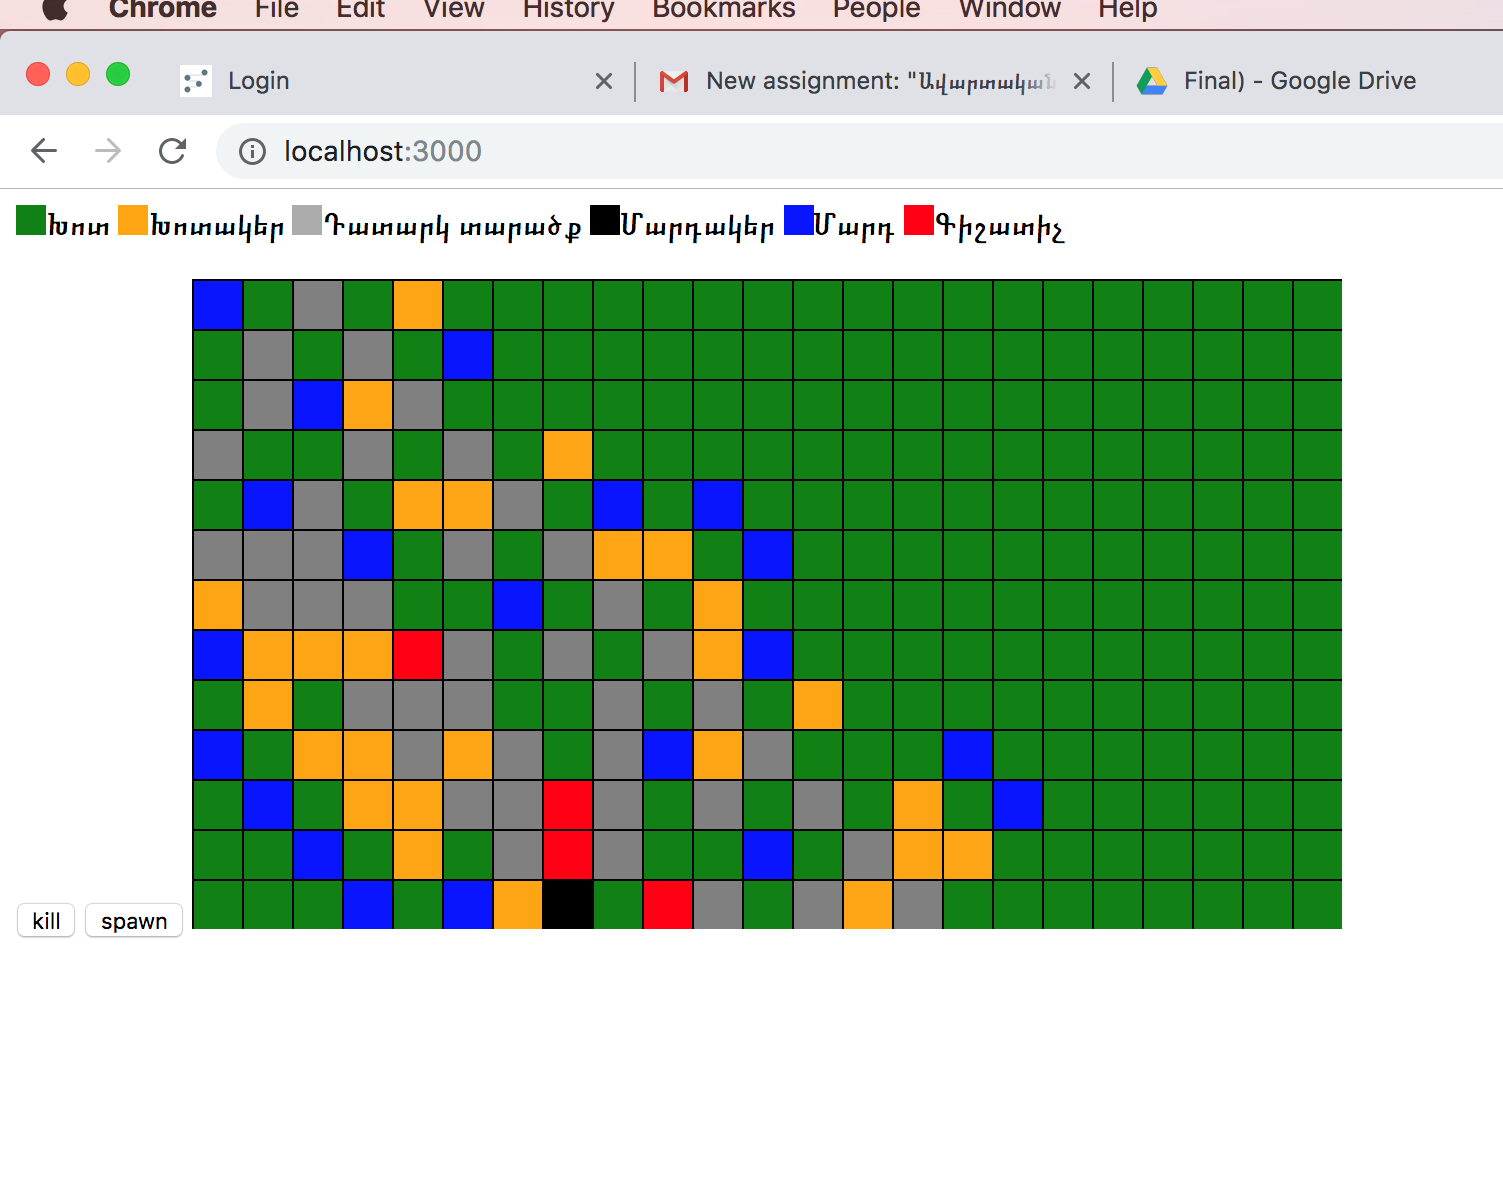 Chrome File Edit View History Bookmarks People Window Help
Login New assignment: "Ավարտական Final) - Google Drive
localhost:3000
Խոտ Խոտակեր Դատարկ տարածք Մարդակեր Մարդ Գիշատիչ
kill spawn